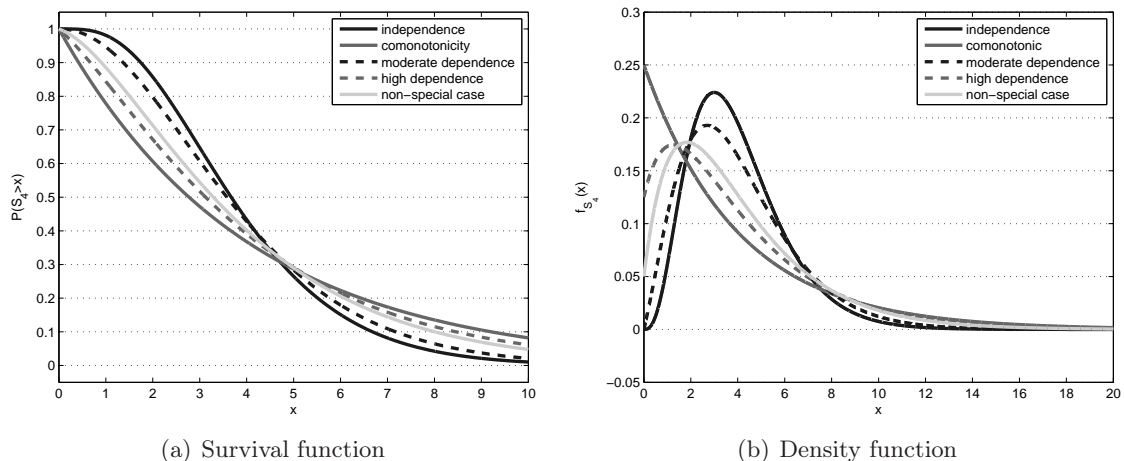 1
0.9
0.8
0.7
0.6
0.5
0.4
0.3
0.2
0.1
0
P(S4>x)
0 1 2 3 4 5 6 7 8 9 10
x
independence
comonotonicity
moderate dependence
high dependence
non−special case
(a) Survival function
0.3
0.25
0.20
0.15
0.10
0.05
0
−0.05
fS4(x)
0 2 4 6 8 10 12 14 16 18 20
x
independence
comonotonic
moderate dependence
high dependence
non−special case
(b) Density function